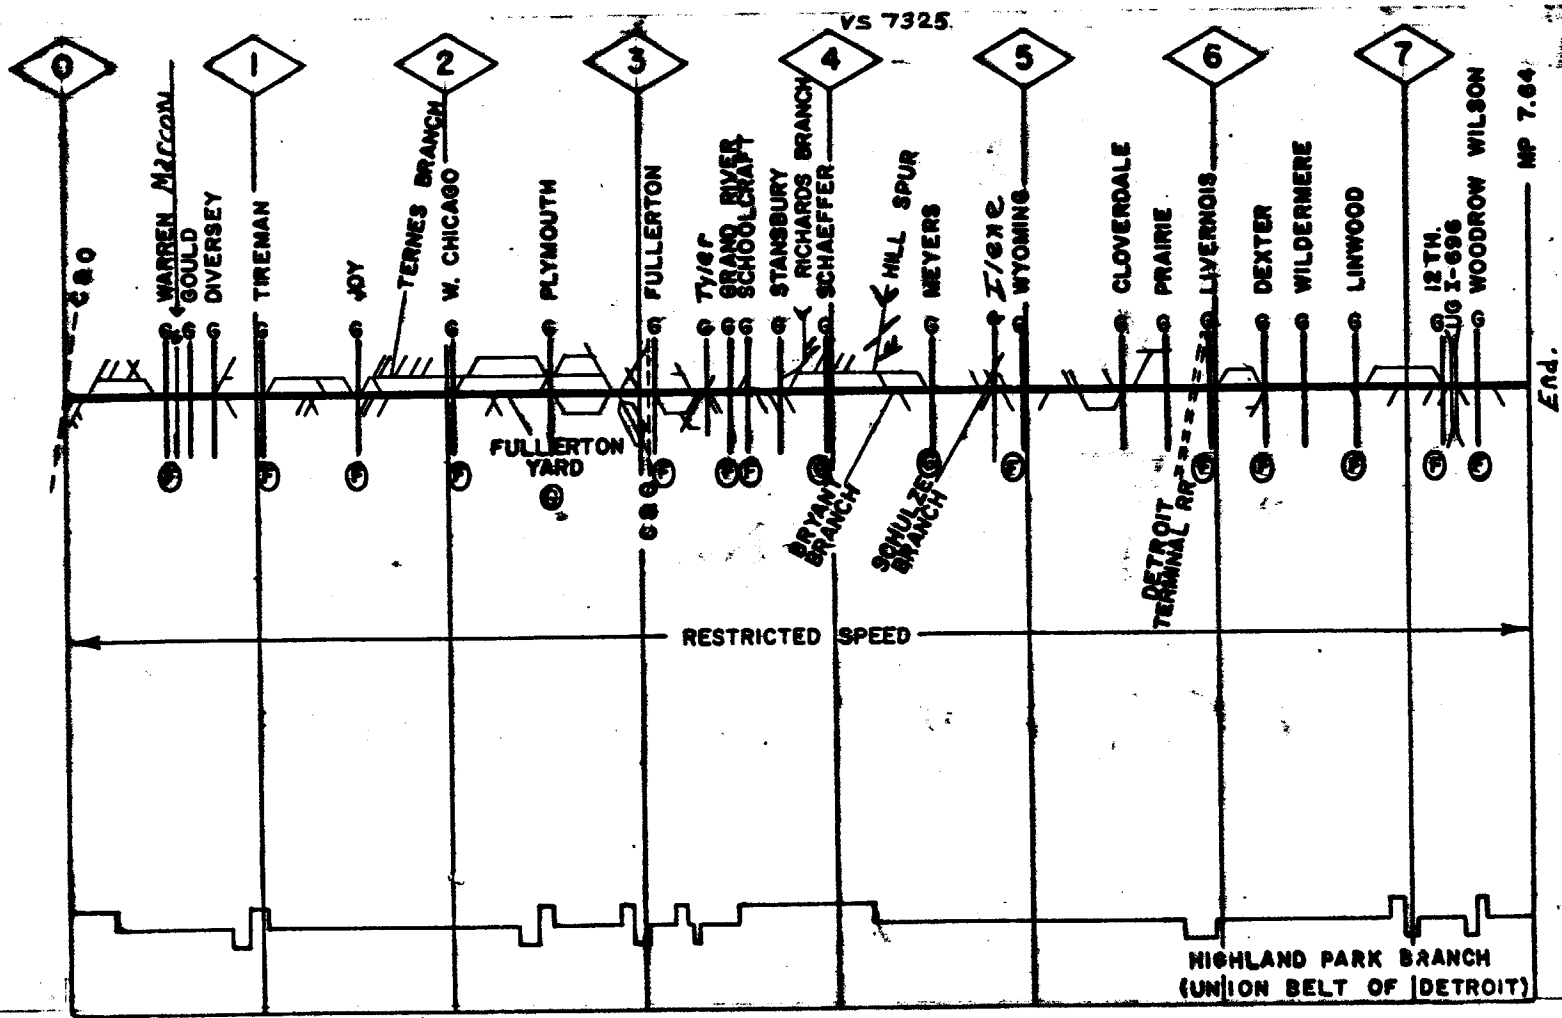 VS 7325
0
1
2
3
4
5
6
7
MP 7.64
End.
C&O
WARREN
Marcon
GOULD
DIVERSEY
TIREMAN
JOY
TERNES BRANCH
W. CHICAGO
PLYMOUTH
FULLERTON
Tyler
GRAND RIVER
SCHOOLCRAFT
STANSBURY
RICHARDS BRANCH
SCHAEFFER
HILL SPUR
MEYERS
Ilene
WYOMING
CLOVERDALE
PRAIRIE
LIVERNOIS
DEXTER
WILDERMERE
LINWOOD
12TH.
UG I-696
WOODROW WILSON
FULLERTON
YARD
C&O
BRYANT
BRANCH
SCHULZE
BRANCH
DETROIT
TERMINAL RR
RESTRICTED SPEED
HIGHLAND PARK BRANCH
(UNION BELT OF DETROIT)